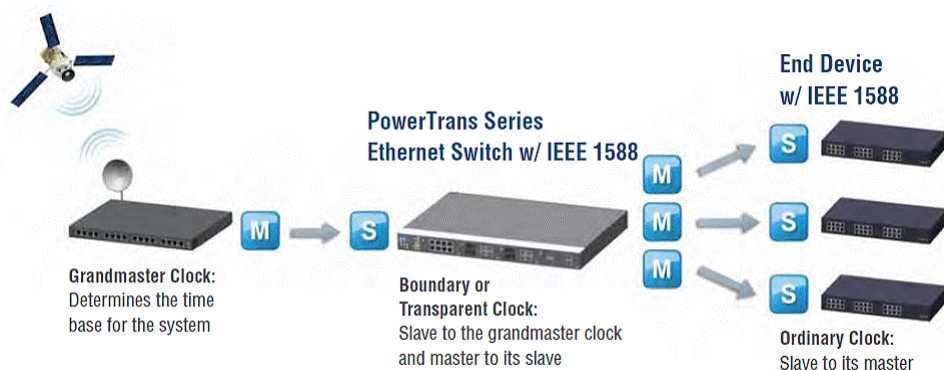 End Device
w/ IEEE 1588
PowerTrans Series
Ethernet Switch w/ IEEE 1588
M
S
M
M
M
S
S
S
Grandmaster Clock:
Determines the time
base for the system
Boundary or
Transparent Clock:
Slave to the grandmaster clock
and master to its slave
Ordinary Clock:
Slave to its master